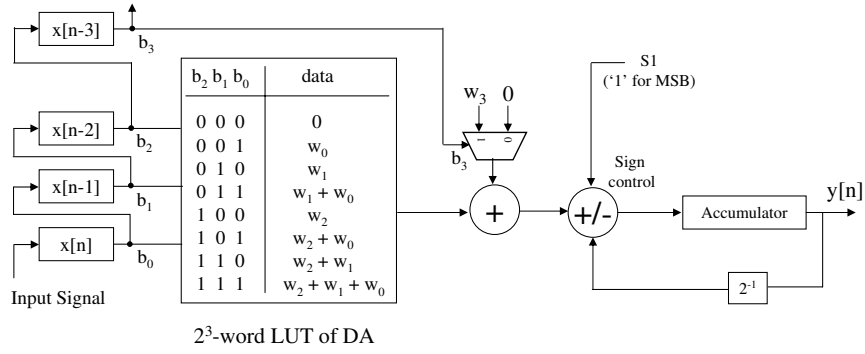 x[n-3]
b₃
x[n-2]
b₂
x[n-1]
b₁
x[n]
b₀
Input Signal
b₂ b₁ b₀ data
0 0 0 0
0 0 1 w₀
0 1 0 w₁
0 1 1 w₁ + w₀
1 0 0 w₂
1 0 1 w₂ + w₀
1 1 0 w₂ + w₁
1 1 1 w₂ + w₁ + w₀
2³-word LUT of DA
w₃ 0
1 0
b₃
+
S1
('1' for MSB)
Sign
control
+/-
Accumulator
y[n]
2⁻¹